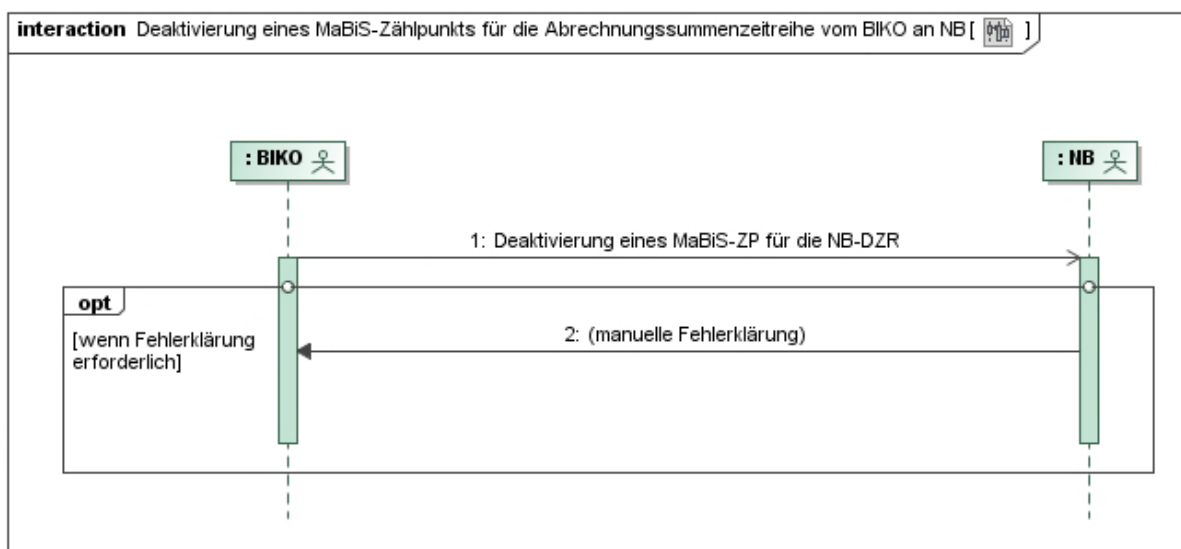 interaction Deaktivierung eines MaBiS-Zählpunkts für die Abrechnungssummenzeitreihe vom BIKO an NB [ ]
: BIKO
: NB
1: Deaktivierung eines MaBiS-ZP für die NB-DZR
opt
[wenn Fehlerklärung
erforderlich]
2: (manuelle Fehlerklärung)